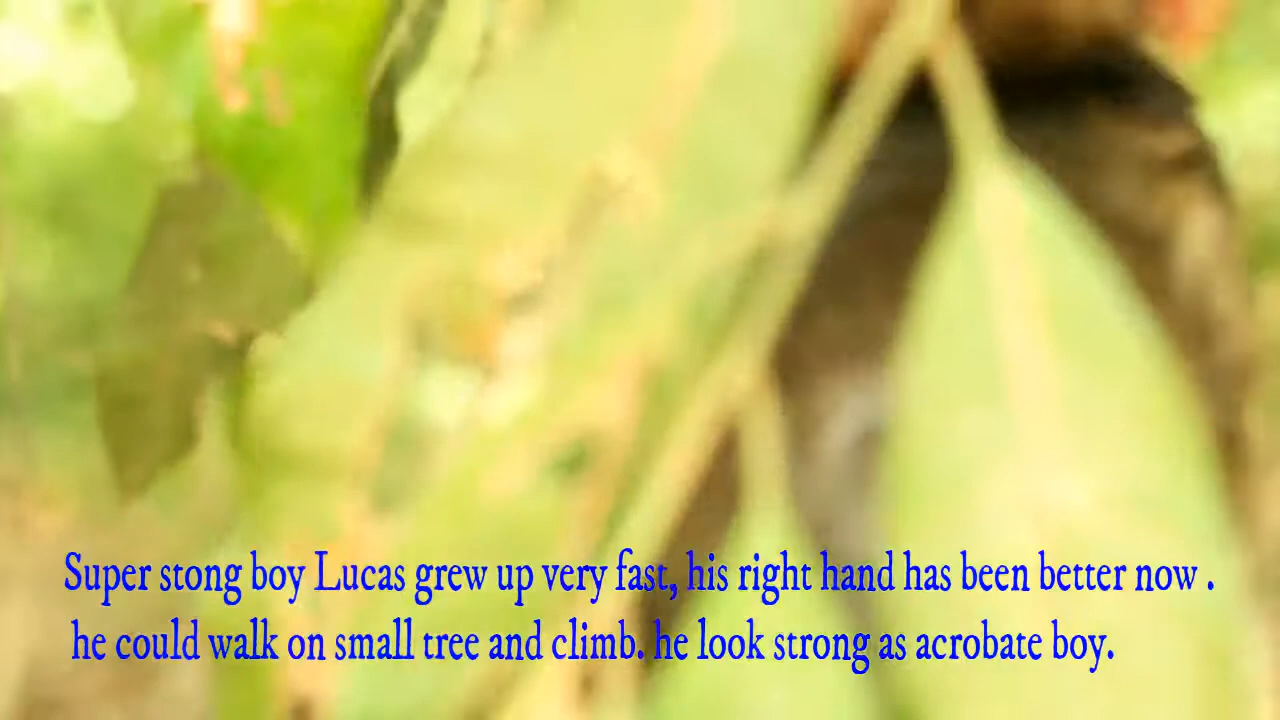 Super stong boy Lucas grew up very fast, his right hand has been better now .
he could walk on small tree and climb. he look strong as acrobate boy.